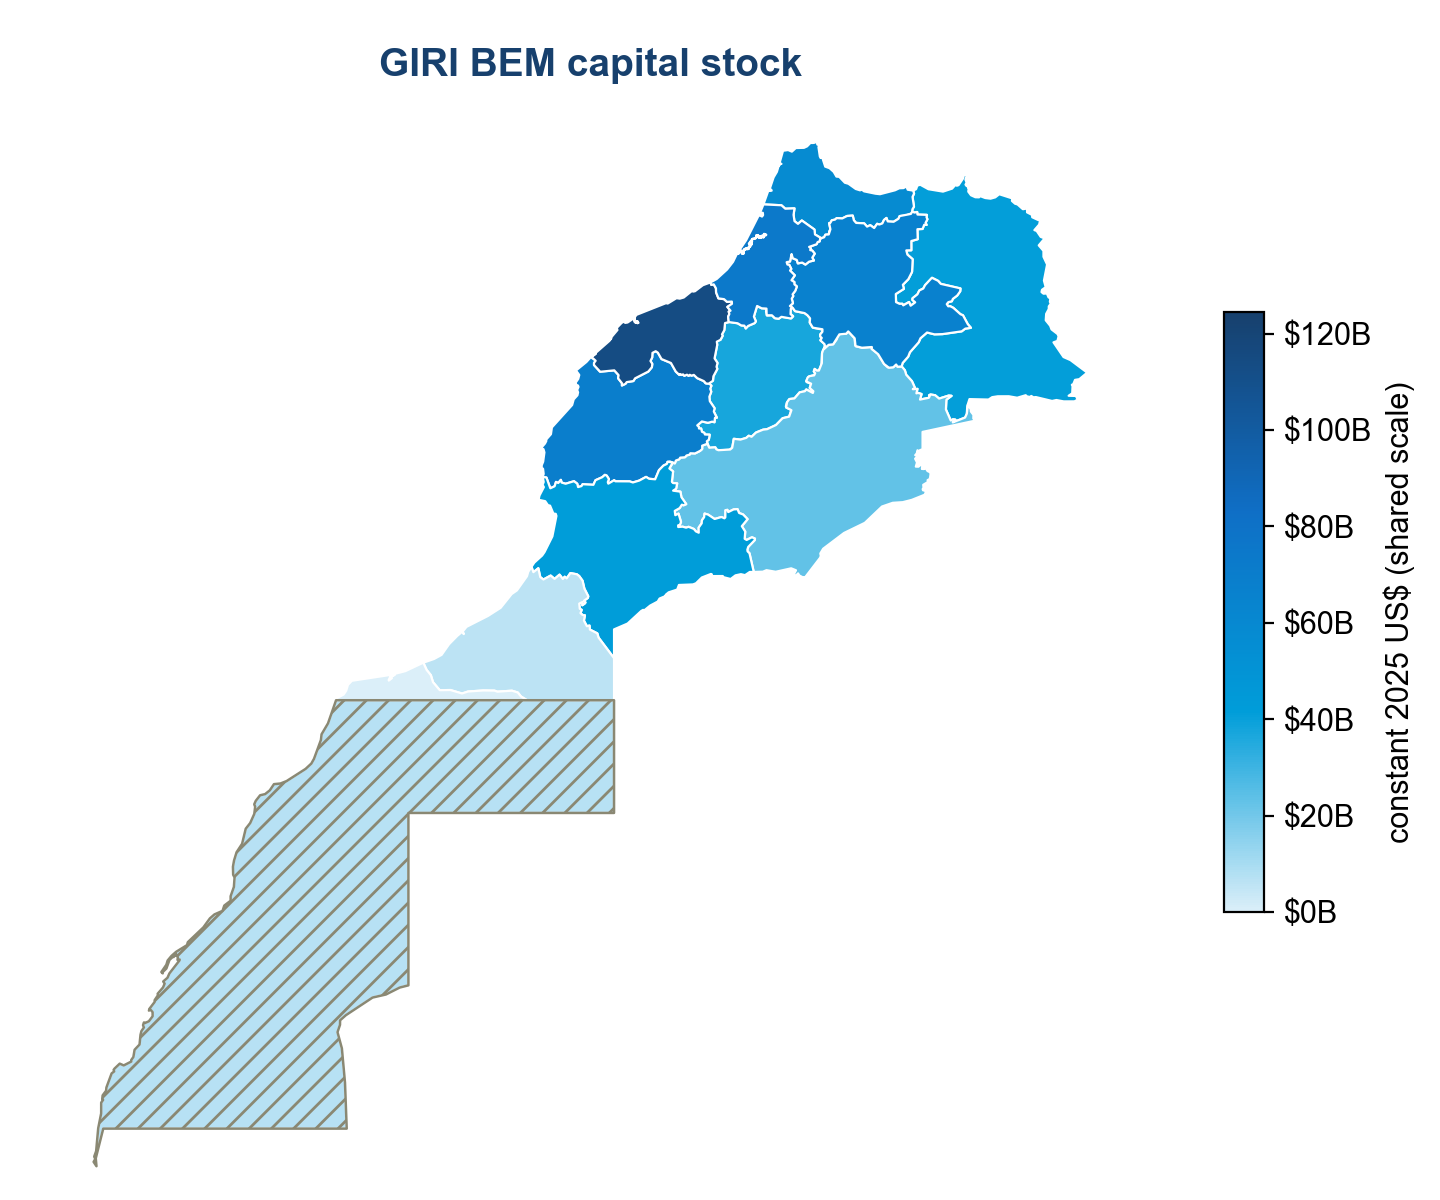 GIRI BEM capital stock
$120B
$100B
$80B
$60B
$40B
$20B
$0B
constant 2025 US$ (shared scale)